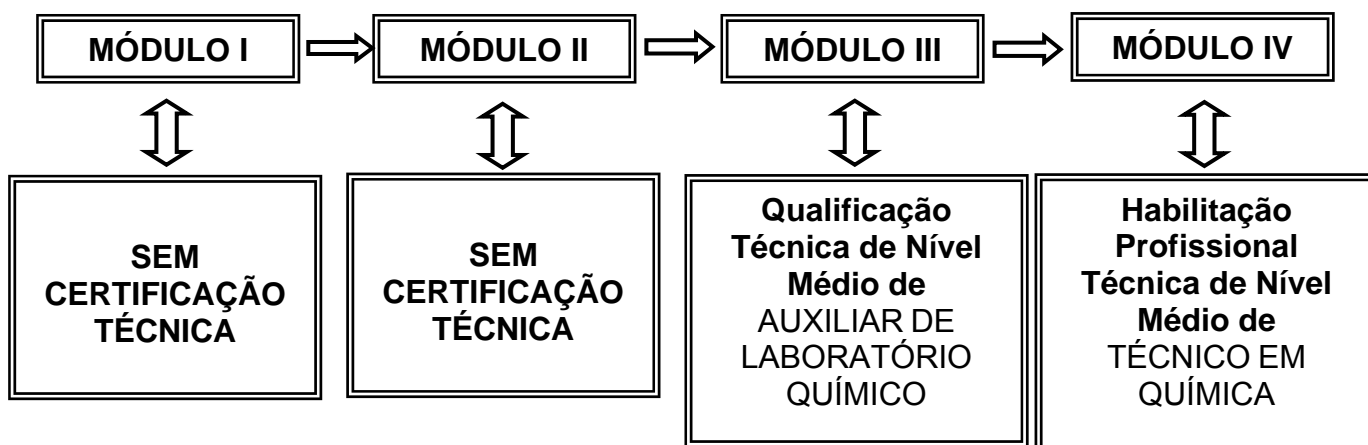 MÓDULO I
MÓDULO II
MÓDULO III
MÓDULO IV
SEM
CERTIFICAÇÃO
TÉCNICA
SEM
CERTIFICAÇÃO
TÉCNICA
Qualificação
Técnica de Nível
Médio de
AUXILIAR DE
LABORATÓRIO
QUÍMICO
Habilitação
Profissional
Técnica de Nível
Médio de
TÉCNICO EM
QUÍMICA